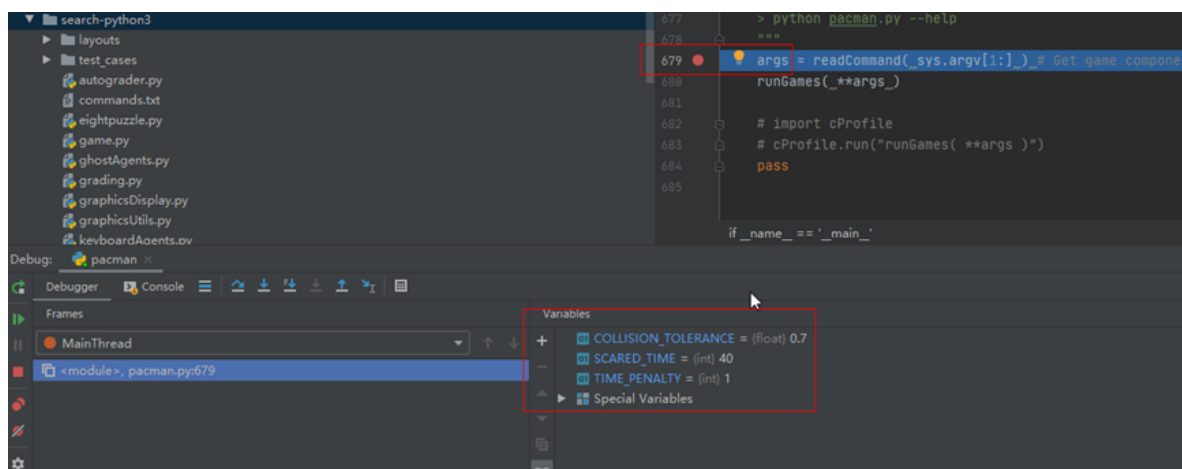 search-python3
layouts
test_cases
autograder.py
commands.txt
eightpuzzle.py
game.py
ghostAgents.py
grading.py
graphicsDisplay.py
graphicsUtils.py
keyboardAgents.py
677 > python pacman.py --help
678 """
679 args = readCommand( sys.argv[1:] ) # Get game compone
680 runGames( **args )
681
682 # import cProfile
683 # cProfile.run("runGames( **args )")
684 pass
685
if __name__ == '__main__'
Debug: pacman
Debugger Console
Frames
MainThread
<module>, pacman.py:679
Variables
COLLISION_TOLERANCE = {float} 0.7
SCARED_TIME = {int} 40
TIME_PENALTY = {int} 1
Special Variables